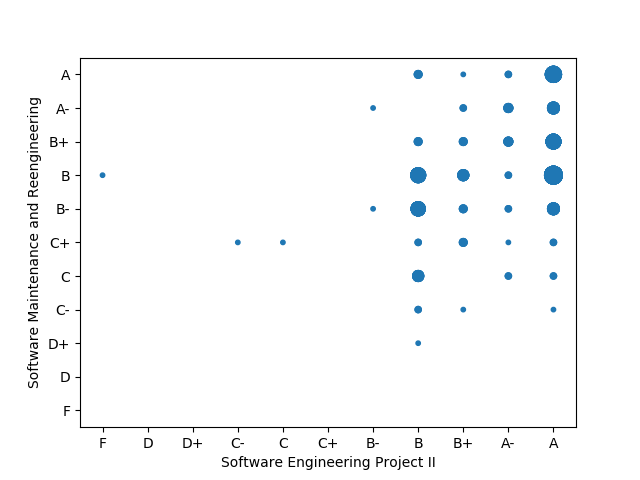 Software Maintenance and Reengineering
A
A-
B+
B
B-
C+
C
C-
D+
D
F
F D D+ C- C C+ B- B B+ A- A
Software Engineering Project II